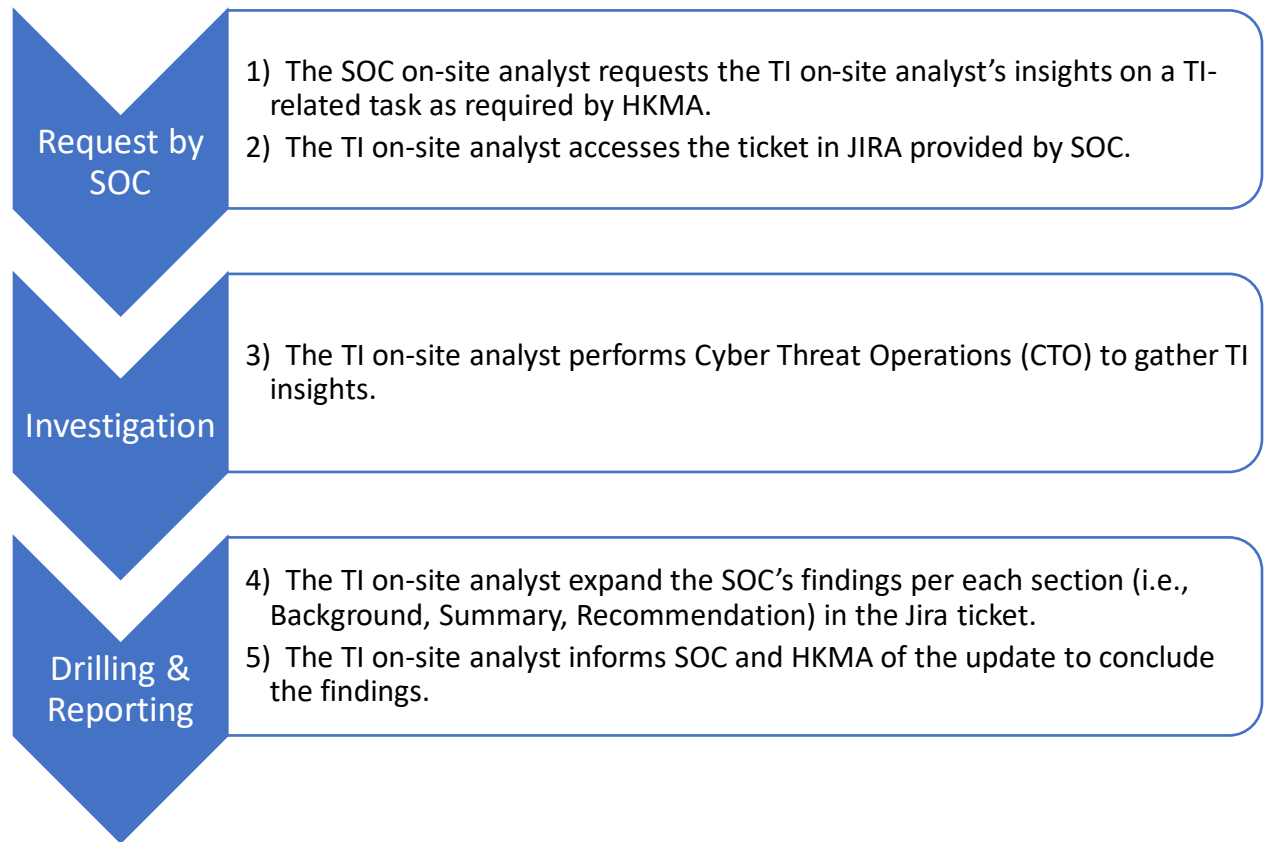 Request by
SOC
1) The SOC on-site analyst requests the TI on-site analyst's insights on a TI-
related task as required by HKMA.
2) The TI on-site analyst accesses the ticket in JIRA provided by SOC.
Investigation
3) The TI on-site analyst performs Cyber Threat Operations (CTO) to gather TI
insights.
Drilling &
Reporting
4) The TI on-site analyst expand the SOC's findings per each section (i.e.,
Background, Summary, Recommendation) in the Jira ticket.
5) The TI on-site analyst informs SOC and HKMA of the update to conclude
the findings.